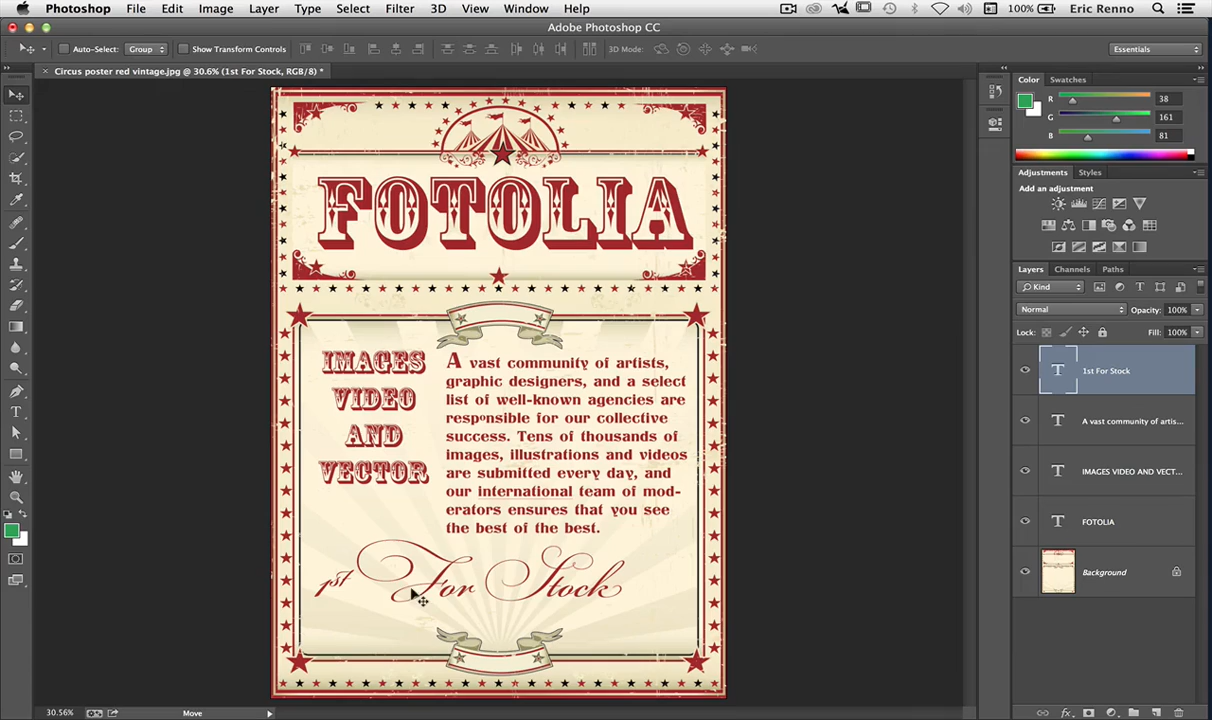 Photoshop File Edit Image Layer Type Select Filter 3D View Window Help 100% Eric Renno
Adobe Photoshop CC
Auto-Select: Group Show Transform Controls 3D Mode: Essentials
Circus poster red vintage.jpg @ 30.6% (1st For Stock, RGB/8) *
FOTOLIA
IMAGES
VIDEO
AND
VECTOR
A vast community of artists,
graphic designers, and a select
list of well-known agencies are
responsible for our collective
success. Tens of thousands of
images, illustrations and videos
are submitted every day, and
our international team of mod-
erators ensures that you see
the best of the best.
1st For Stock
Color Swatches
R 38
G 161
B 81
Adjustments Styles
Add an adjustment
Layers Channels Paths
Kind
Normal Opacity: 100%
Lock: Fill: 100%
T 1st For Stock
T A vast community of artis...
T IMAGES VIDEO AND VECT...
T FOTOLIA
Background
30.56% Move